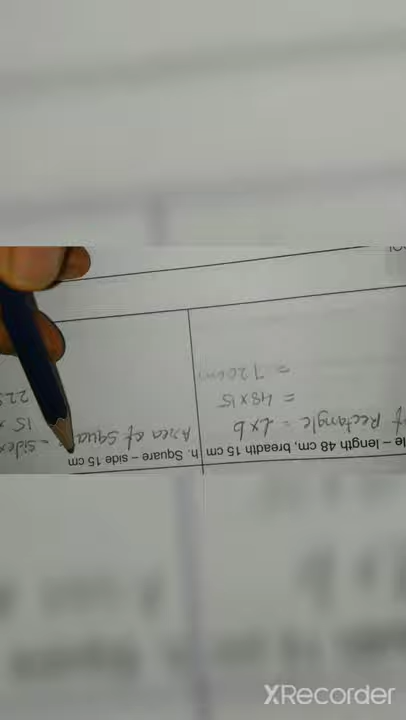 le – length 48 cm, breadth 15 cm
f Rectangle = L×b
= 48×15
= 720cm
h. Square – side 15 cm
Area of Squa
= side×
15 ×
225
XRecorder